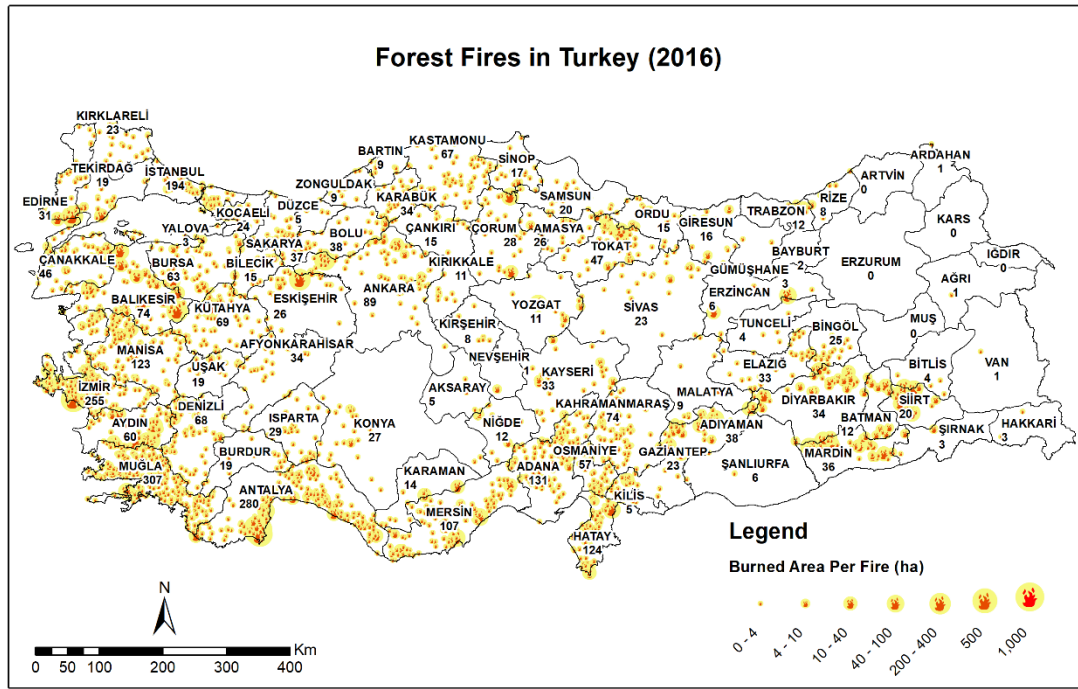 Forest Fires in Turkey (2016)
KIRKLARELİ
23
TEKİRDAG
19
İSTANBUL
194
EDİRNE
31
KOCAELİ
24
YALOVA
3
SAKARYA
37
DÜZCE
5
ZONGULDAK
9
BARTIN
9
KASTAMONU
67
SİNOP
17
KARABÜK
34
BOLU
38
ÇANKIRI
15
SAMSUN
20
ÇORUM
28
AMASYA
26
ORDU
15
TOKAT
47
GİRESUN
16
TRABZON
12
RİZE
8
ARTVİN
0
ARDAHAN
1
KARS
0
IĞDIR
0
AĞRI
1
ERZURUM
0
BAYBURT
2
GÜMÜŞHANE
3
ERZİNCAN
6
ÇANAKKALE
46
BURSA
63
BİLECİK
15
BALIKESİR
74
KÜTAHYA
69
ESKİŞEHİR
26
ANKARA
89
KIRIKKALE
11
YOZGAT
11
SİVAS
23
TUNCELİ
4
BİNGÖL
25
MUŞ
0
BİTLİS
4
VAN
1
MANİSA
123
UŞAK
19
AFYONKARAHİSAR
34
KIRŞEHİR
8
NEVŞEHİR
1
KAYSERİ
33
AKSARAY
5
NİĞDE
12
KAHRAMANMARAŞ
74
MALATYA
9
ELAZIĞ
33
DİYARBAKIR
34
BATMAN
12
SİİRT
20
ŞIRNAK
3
HAKKARİ
3
MARDİN
36
İZMİR
255
AYDIN
60
DENİZLİ
68
ISPARTA
29
KONYA
27
BURDUR
19
MUĞLA
307
ANTALYA
280
KARAMAN
14
MERSİN
107
ADANA
131
OSMANİYE
57
GAZİANTEP
23
ADIYAMAN
38
ŞANLIURFA
6
KİLİS
5
HATAY
124
Legend
Burned Area Per Fire (ha)
0 - 4
4 - 10
10 - 40
40 - 100
200 - 400
500
1,000
N
Km
0 50 100 200 300 400